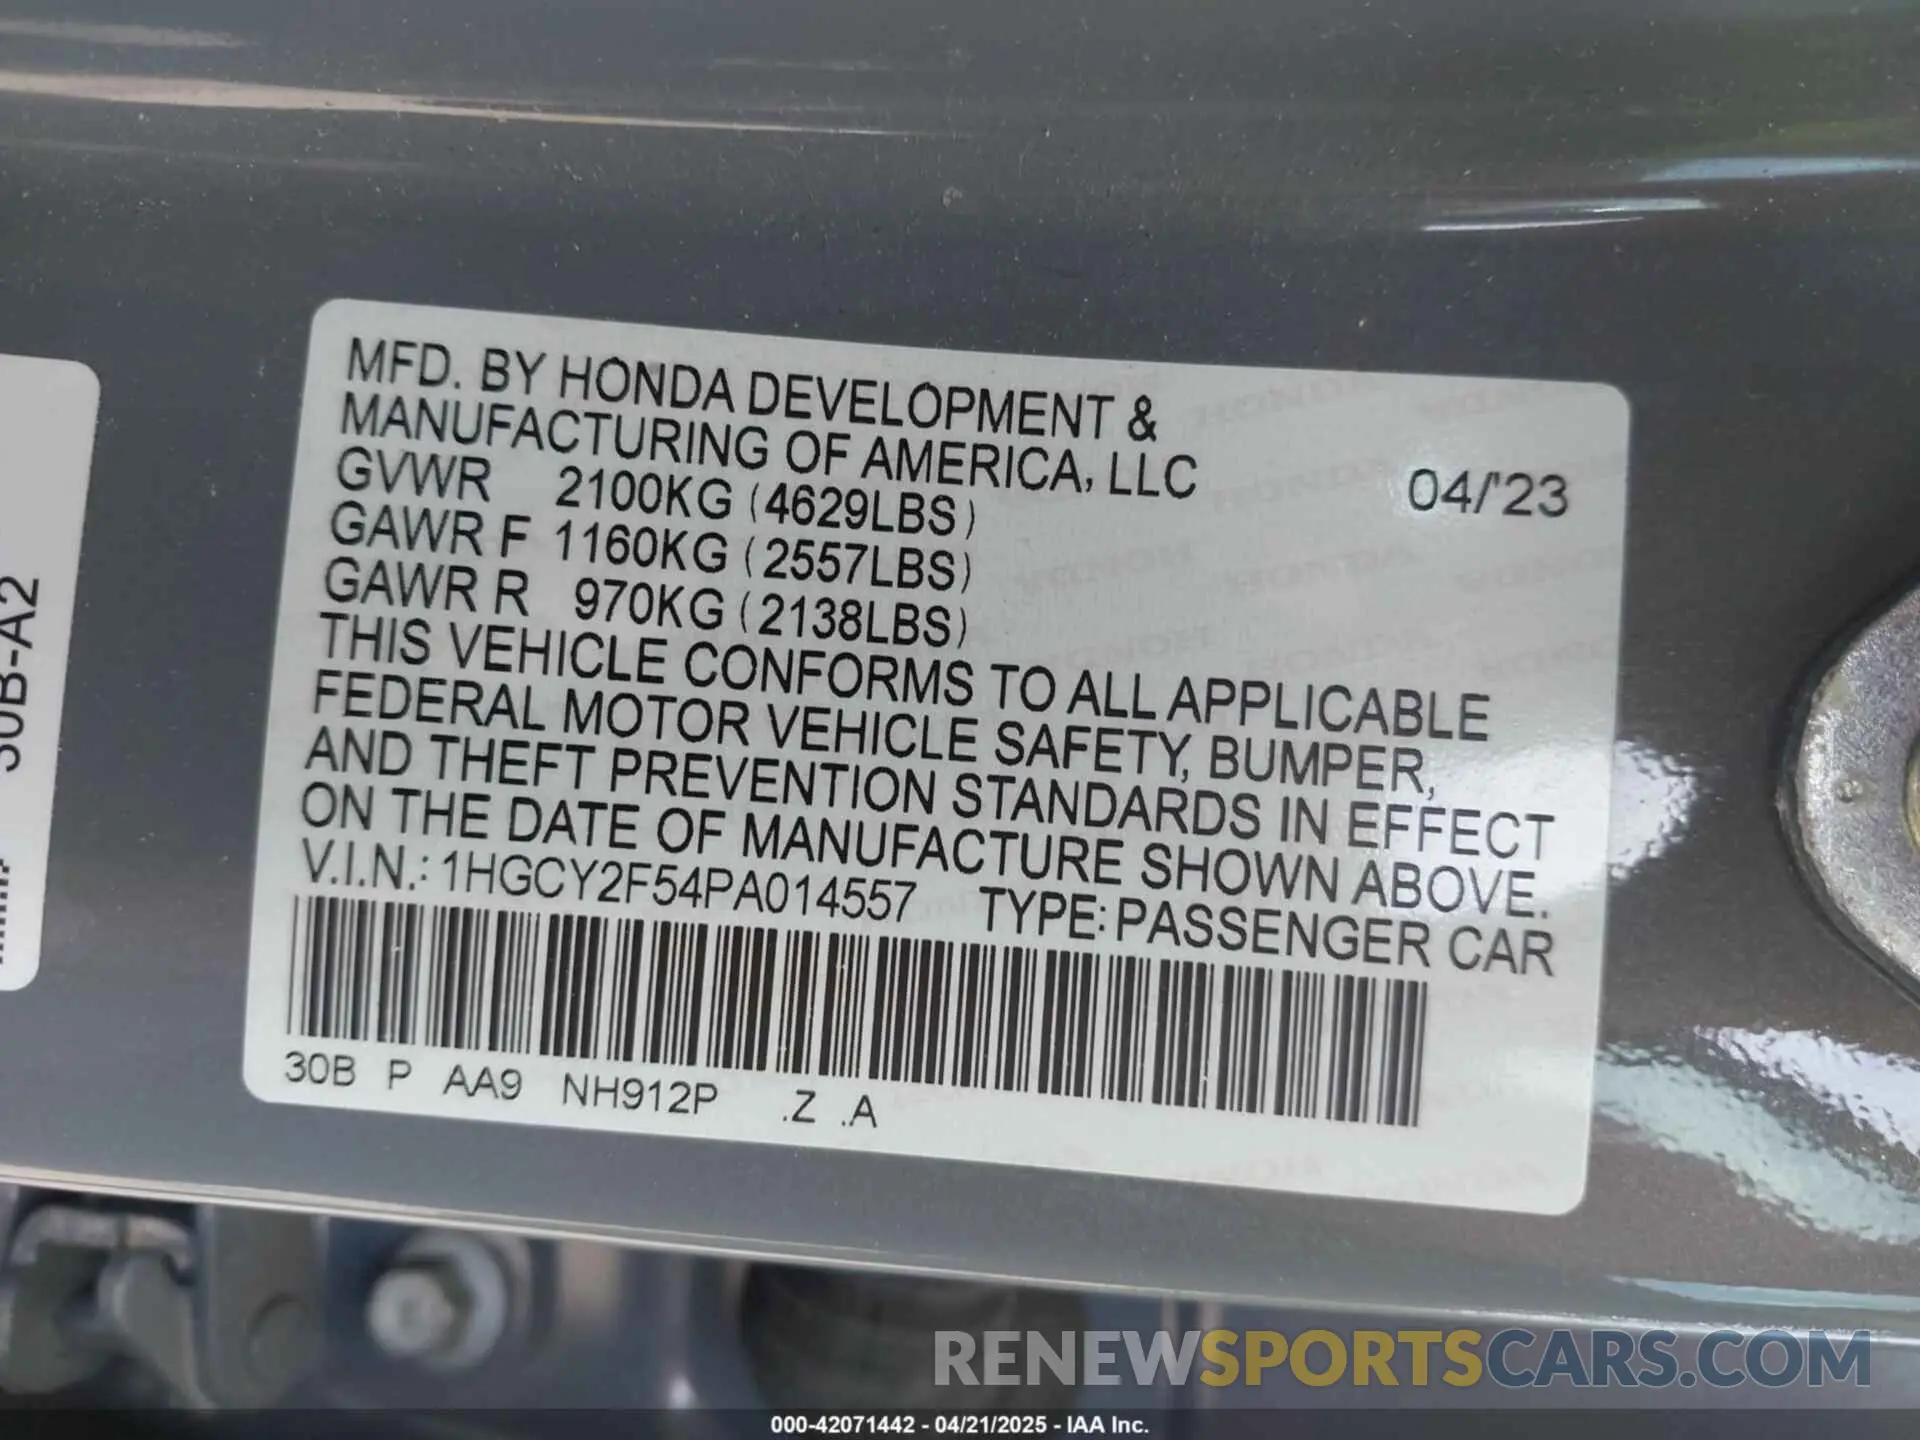 MFD. BY HONDA DEVELOPMENT &
MANUFACTURING OF AMERICA, LLC
04/'23
GVWR 2100KG (4629LBS)
GAWR F 1160KG (2557LBS)
GAWR R 970KG (2138LBS)
THIS VEHICLE CONFORMS TO ALL APPLICABLE
FEDERAL MOTOR VEHICLE SAFETY, BUMPER,
AND THEFT PREVENTION STANDARDS IN EFFECT
ON THE DATE OF MANUFACTURE SHOWN ABOVE.
V.I.N.: 1HGCY2F54PA014557 TYPE: PASSENGER CAR
30B P AA9 NH912P .Z .A
30B-A2
RENEWSPORTSCARS.COM
000-42071442 - 04/21/2025 - IAA Inc.